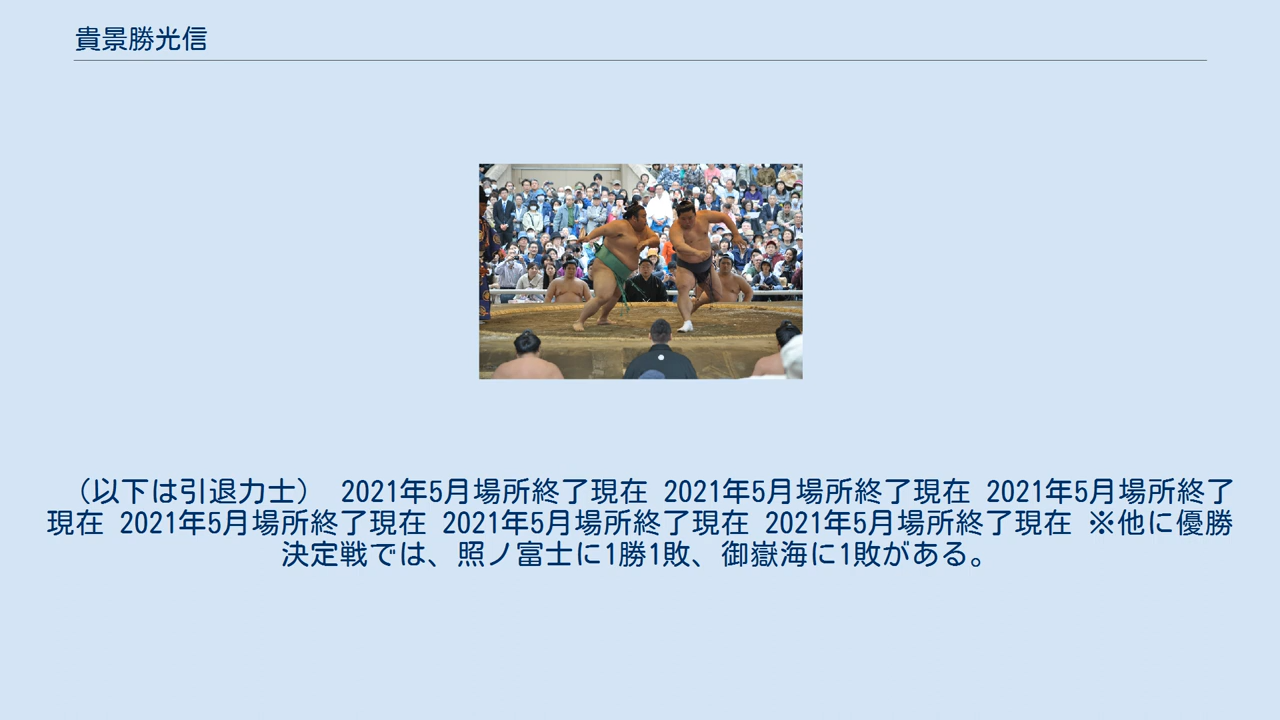 貴景勝光信
（以下は引退力士） 2021年5月場所終了現在 2021年5月場所終了現在 2021年5月場所終了
現在 2021年5月場所終了現在 2021年5月場所終了現在 2021年5月場所終了現在 ※他に優勝
決定戦では、照ノ富士に1勝1敗、御嶽海に1敗がある。